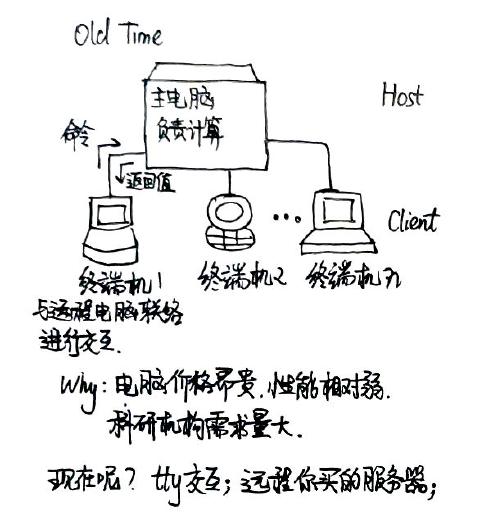 Old Time
主电脑
负责计算
Host
命令
返回值
...
Client
终端机1
终端机2
终端机n
与远程电脑联络
进行交互.
Why: 电脑价格昂贵.性能相对弱.
科研机构需求量大.
现在呢? tty交互; 远程你买的服务器;